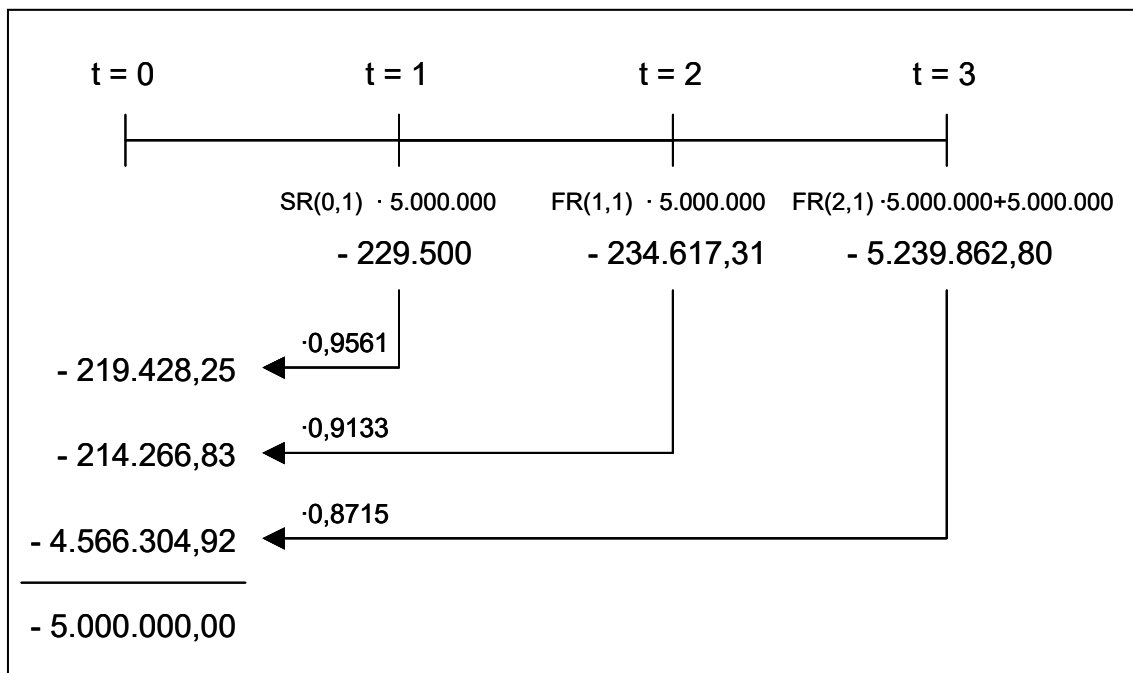 t = 0 t = 1 t = 2 t = 3
SR(0,1) · 5.000.000 FR(1,1) · 5.000.000 FR(2,1) ·5.000.000+5.000.000
- 229.500 - 234.617,31 - 5.239.862,80
·0,9561
- 219.428,25
·0,9133
- 214.266,83
·0,8715
- 4.566.304,92
- 5.000.000,00